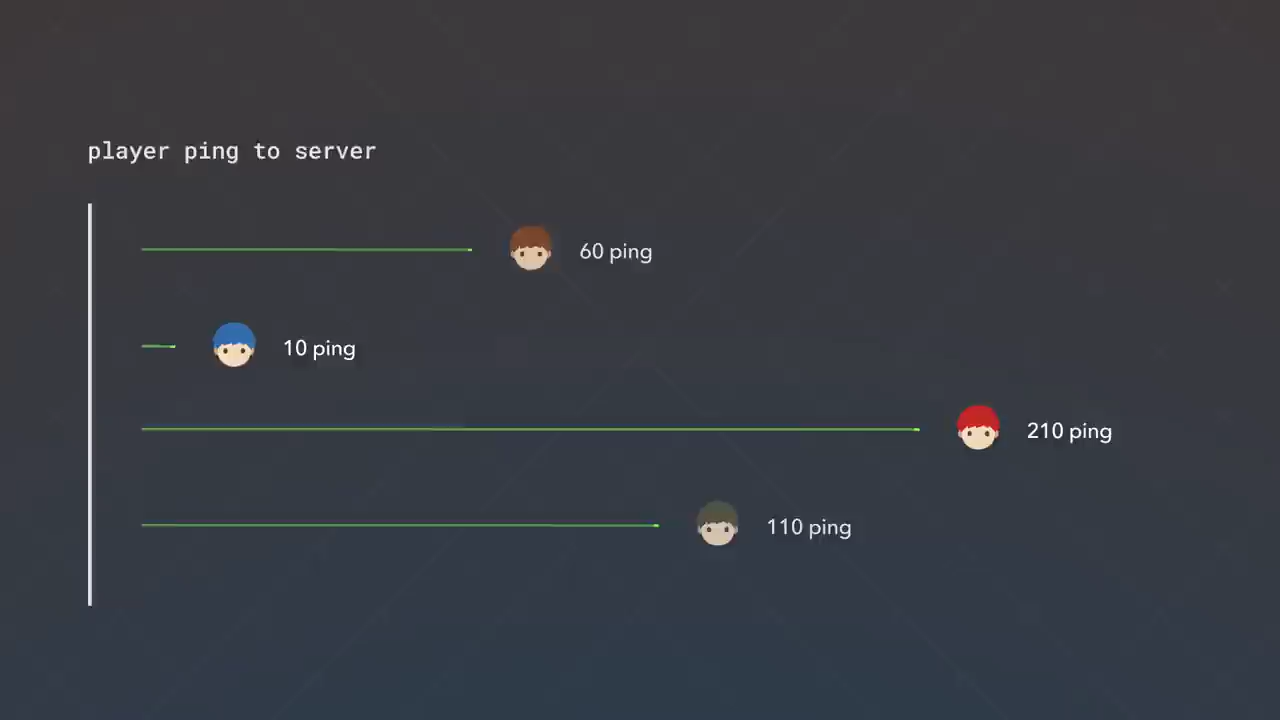 player ping to server
60 ping
10 ping
210 ping
110 ping